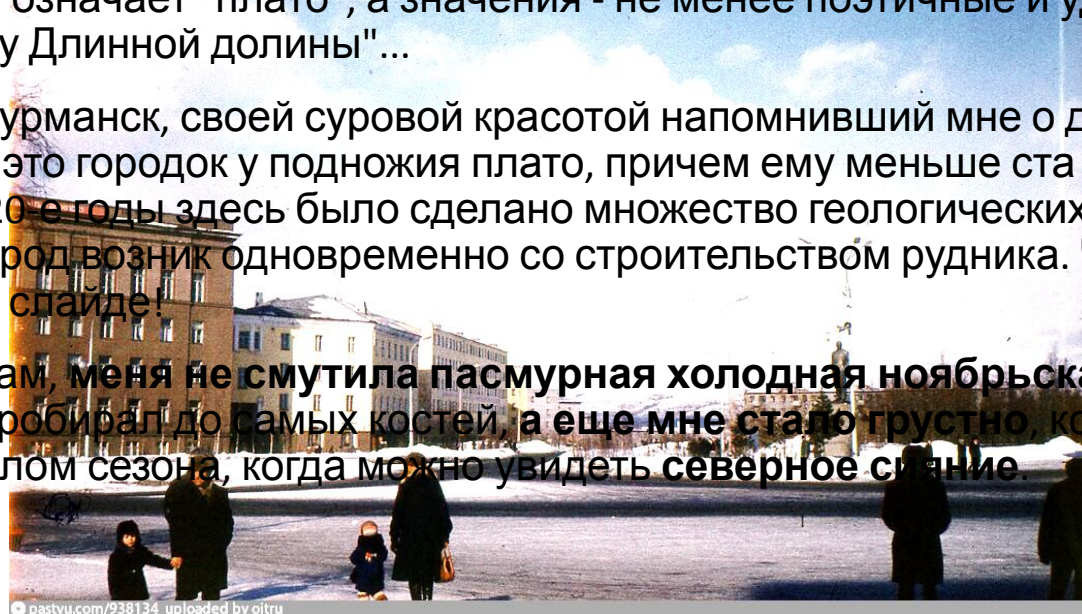 означает "плато", а значения - не менее поэтичные и
у Длинной долины"...
урманск, своей суровой красотой напомнивший мне о
это городок у подножия плато, причем ему меньше ста
20-е годы здесь было сделано множество геологических
род возник одновременно со строительством рудника.
слайде!
ам, меня не смутила пасмурная холодная ноябрьска
робирал до самых костей, а еще мне стало грустно, ко
лом сезона, когда можно увидеть северное сияние.
pastvu.com/938134 uploaded by oitru